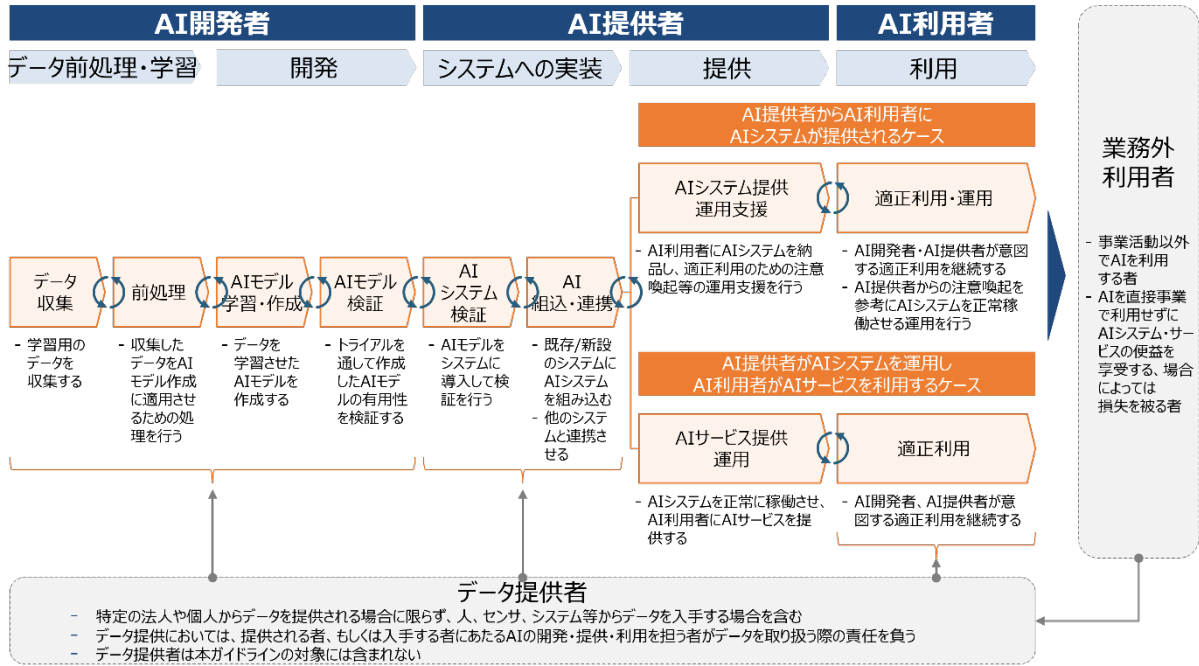 AI開発者
AI提供者
AI利用者
データ前処理・学習
開発
システムへの実装
提供
利用
AI提供者からAI利用者に
AIシステムが提供されるケース
AIシステム提供
運用支援
適正利用・運用
- AI利用者にAIシステムを納
品し、適正利用のための注意
喚起等の運用支援を行う
- AI開発者・AI提供者が意図
する適正利用を継続する
- AI提供者からの注意喚起を
参考にAIシステムを正常稼
働させる運用を行う
データ
収集
前処理
AIモデル
学習・作成
AIモデル
検証
AI
システム
検証
AI
組込・連携
- 学習用の
データを
収集する
- 収集した
データをAI
モデル作成
に適用させ
るための処
理を行う
- データを
学習させた
AIモデルを
作成する
- トライアルを
通して作成
したAIモデ
ルの有用性
を検証する
- AIモデルを
システムに
導入して検
証を行う
- 既存/新設
のシステムに
AIシステム
を組み込む
- 他のシステ
ムと連携さ
せる
AI提供者がAIシステムを運用し
AI利用者がAIサービスを利用するケース
AIサービス提供
運用
適正利用
- AIシステムを正常に稼働させ、
AI利用者にAIサービスを提
供する
- AI開発者、AI提供者が意
図する適正利用を継続する
業務外
利用者
- 事業活動以外
でAIを利用
する者
- AIを直接事業
で利用せずに
AIシステム・サー
ビスの便益を
享受する、場合
によっては
損失を被る者
データ提供者
- 特定の法人や個人からデータを提供される場合に限らず、人、センサ、システム等からデータを入手する場合を含む
- データ提供においては、提供される者、もしくは入手する者にあたるAIの開発・提供・利用を担う者がデータを取り扱う際の責任を負う
- データ提供者は本ガイドラインの対象には含まれない